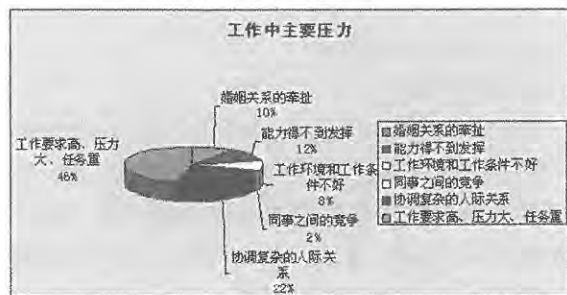 工作中主要压力
婚姻关系的牵扯
10%
能力得不到发挥
12%
工作要求高、压力
大、任务重
46%
工作环境和工作条
件不好
8%
同事之间的竞争
2%
协调复杂的人际关
系
22%
婚姻关系的牵扯
能力得不到发挥
工作环境和工作条件不好
同事之间的竞争
协调复杂的人际关系
工作要求高、压力大、任务重